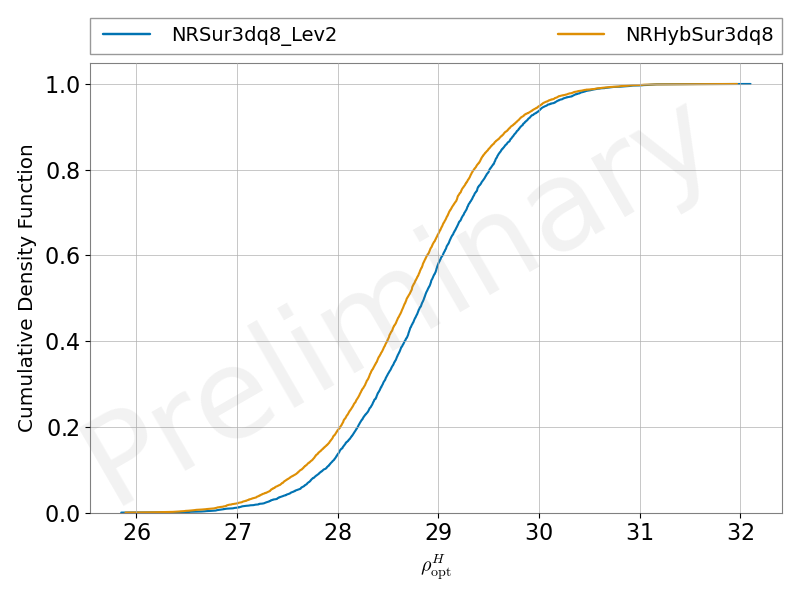 NRSur3dq8_Lev2 NRHybSur3dq8
1.0
0.8
0.6
0.4
0.2
0.0
Cumulative Density Function
Preliminary
26 27 28 29 30 31 32
ρ^H_opt